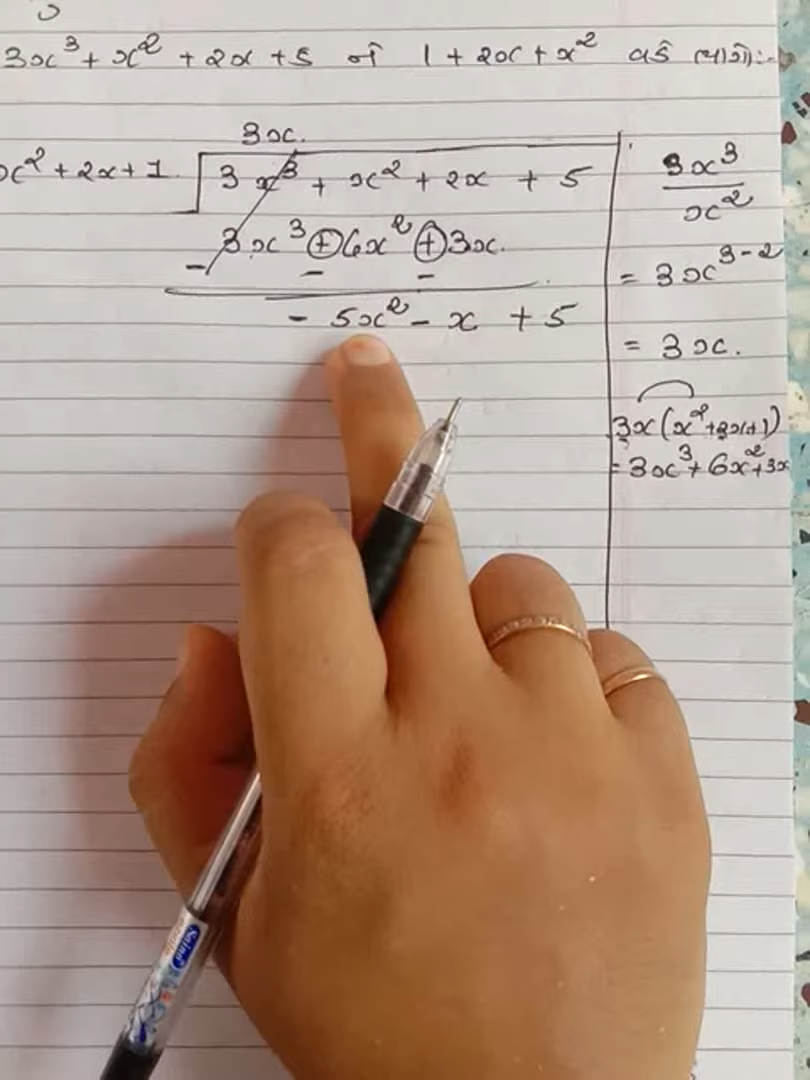 3x³ + x² + 2x + 5 ને 1 + 2x + x² વડે ભાગો:-
3x.
x² + 2x + 1 3x³ + x² + 2x + 5
3x³ + 6x² + 3x.
- - -
- 5x² - x + 5
3x³
x²
= 3x³⁻²
= 3x.
3x(x²+2x+1)
= 3x³+6x²+3x